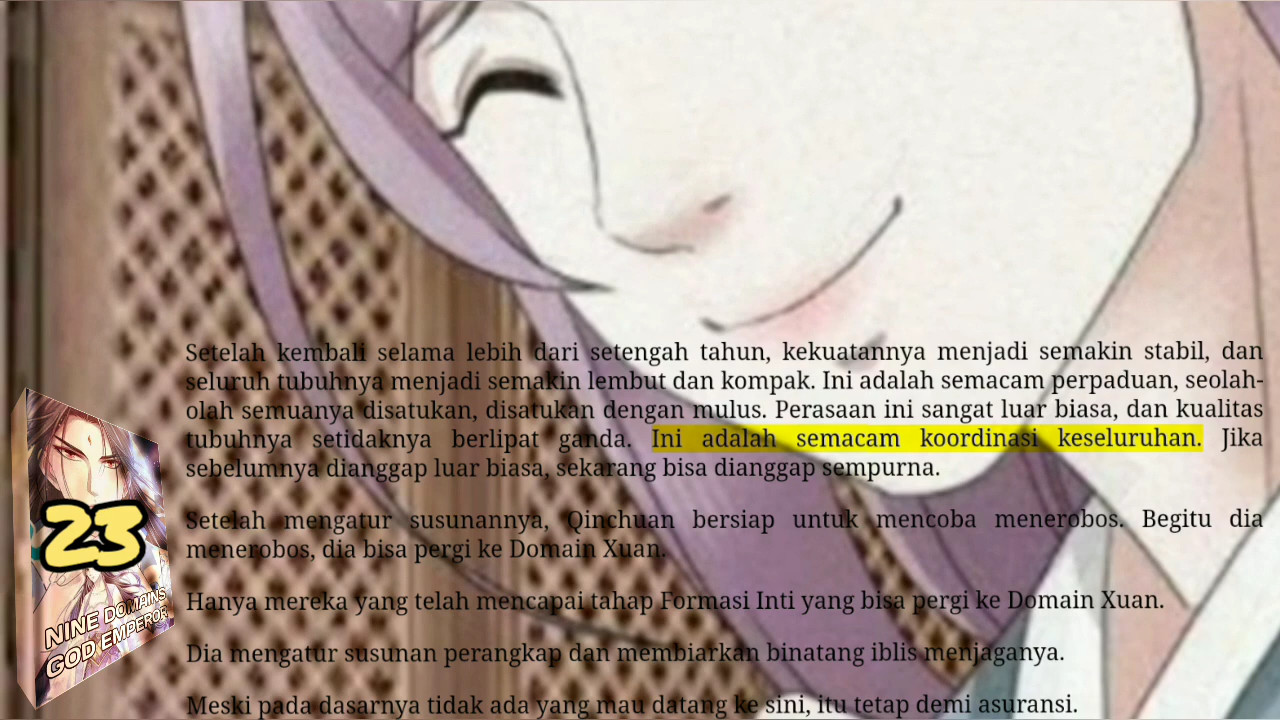 Setelah kembali selama lebih dari setengah tahun, kekuatannya menjadi semakin stabil, dan
seluruh tubuhnya menjadi semakin lembut dan kompak. Ini adalah semacam perpaduan, seolah-
olah semuanya disatukan, disatukan dengan mulus. Perasaan ini sangat luar biasa, dan kualitas
tubuhnya setidaknya berlipat ganda. Ini adalah semacam koordinasi keseluruhan. Jika
sebelumnya dianggap luar biasa, sekarang bisa dianggap sempurna.
Setelah mengatur susunannya, Qinchuan bersiap untuk mencoba menerobos. Begitu dia
menerobos, dia bisa pergi ke Domain Xuan.
Hanya mereka yang telah mencapai tahap Formasi Inti yang bisa pergi ke Domain Xuan.
Dia mengatur susunan perangkap dan membiarkan binatang iblis menjaganya.
Meski pada dasarnya tidak ada yang mau datang ke sini, itu tetap demi asuransi.
23
NINE DOMAINS
GOD EMPEROR